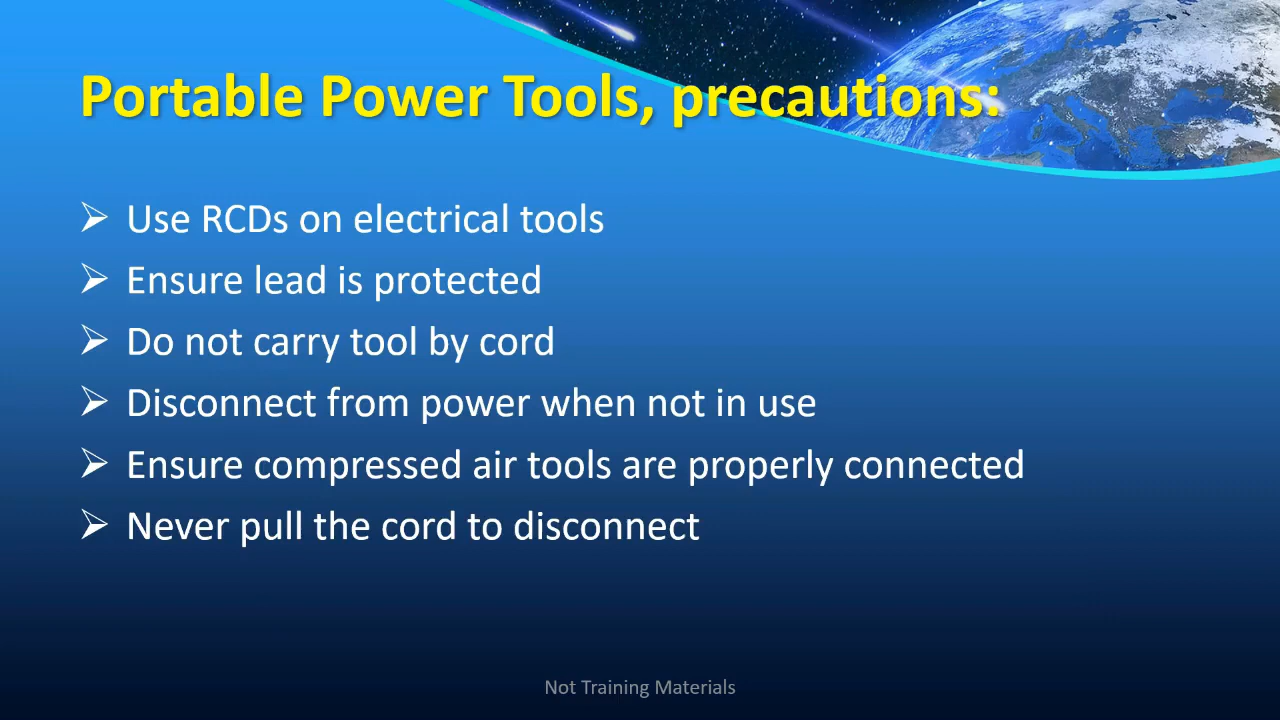 Portable Power Tools, precautions:
➢ Use RCDs on electrical tools
➢ Ensure lead is protected
➢ Do not carry tool by cord
➢ Disconnect from power when not in use
➢ Ensure compressed air tools are properly connected
➢ Never pull the cord to disconnect
Not Training Materials